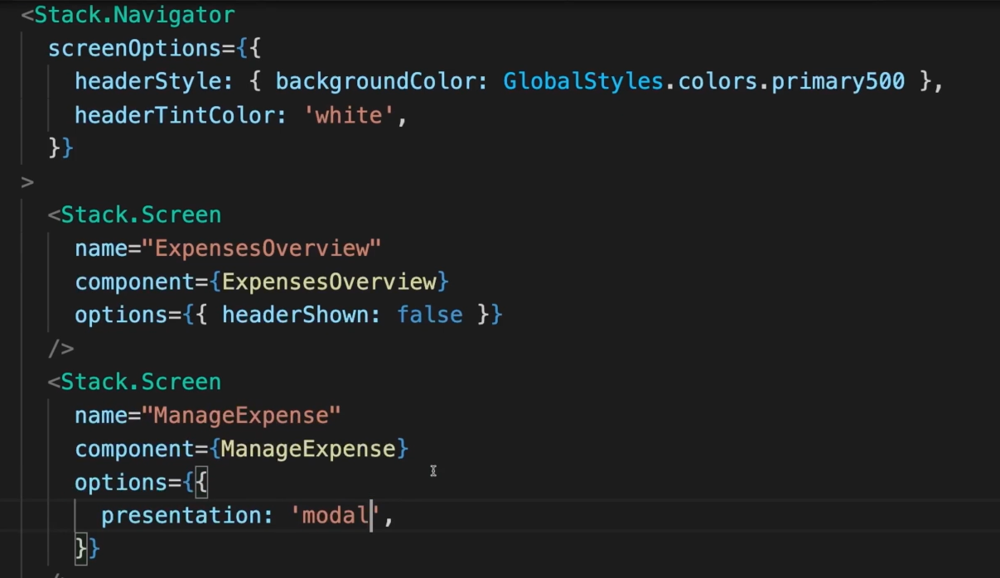 <Stack.Navigator
screenOptions={{
headerStyle: { backgroundColor: GlobalStyles.colors.primary500 },
headerTintColor: 'white',
}}
>
<Stack.Screen
name="ExpensesOverview"
component={ExpensesOverview}
options={{ headerShown: false }}
/>
<Stack.Screen
name="ManageExpense"
component={ManageExpense}
options={{
presentation: 'modal',
}}